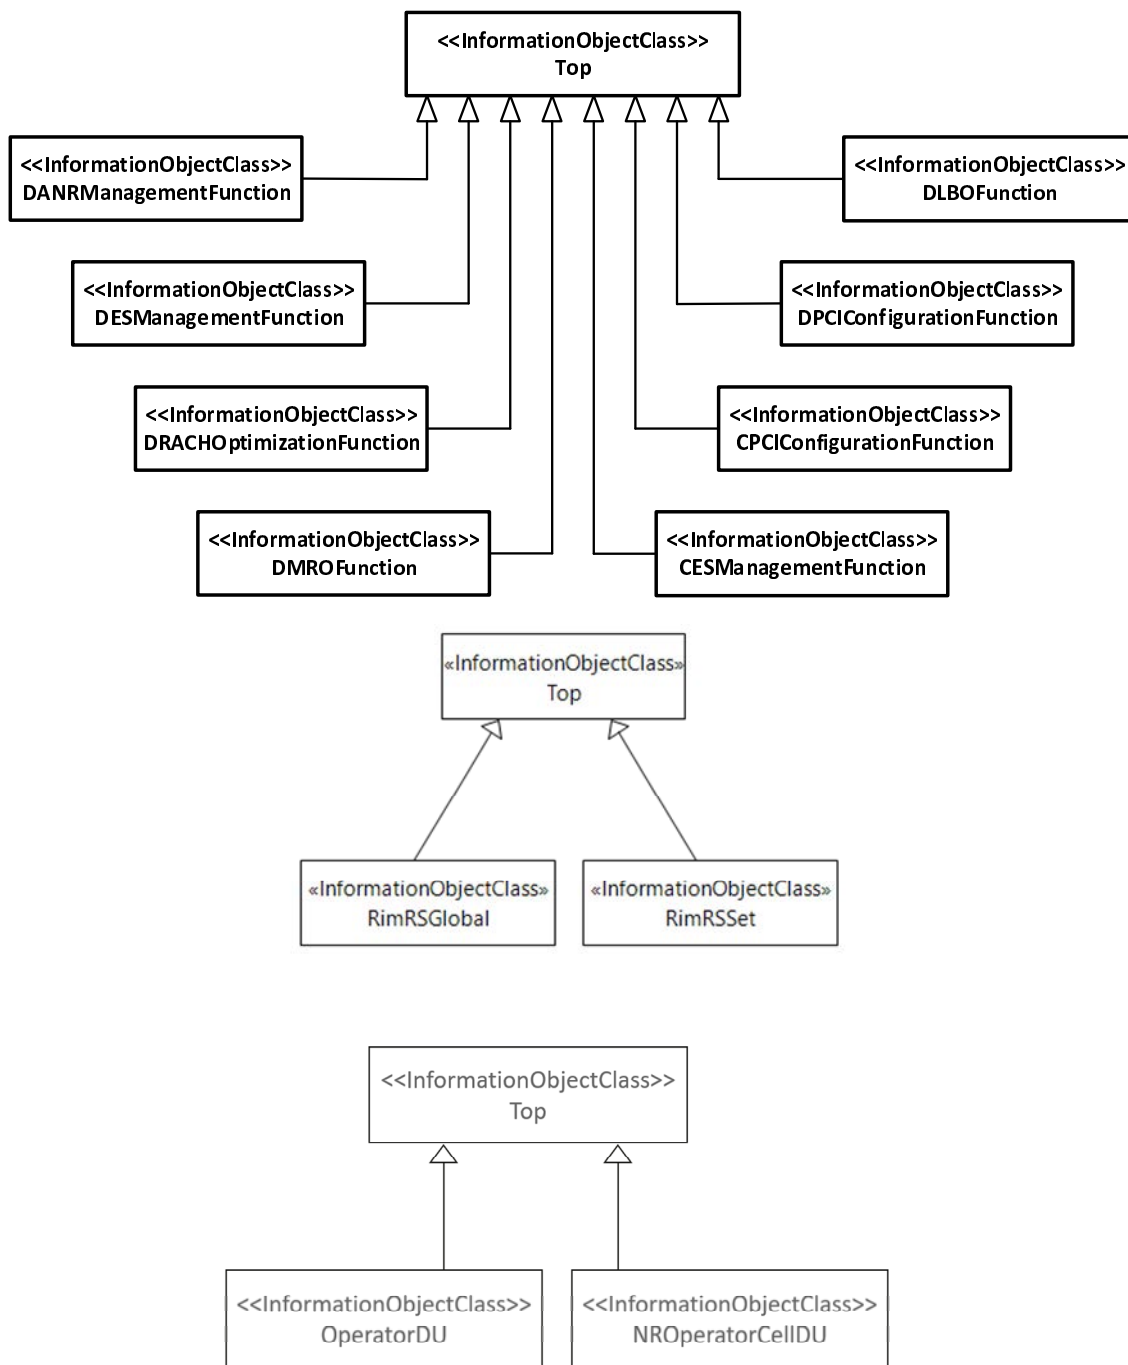 <<InformationObjectClass>>
Top
<<InformationObjectClass>>
DANRManagementFunction
<<InformationObjectClass>>
DLBOFunction
<<InformationObjectClass>>
DESManagementFunction
<<InformationObjectClass>>
DPCIConfigurationFunction
<<InformationObjectClass>>
DRACHOptimizationFunction
<<InformationObjectClass>>
CPCIConfigurationFunction
<<InformationObjectClass>>
DMROFunction
<<InformationObjectClass>>
CESManagementFunction
«InformationObjectClass»
Top
«InformationObjectClass»
RimRSGlobal
«InformationObjectClass»
RimRSSet
<<InformationObjectClass>>
Top
<<InformationObjectClass>>
OperatorDU
<<InformationObjectClass>>
NROperatorCellDU